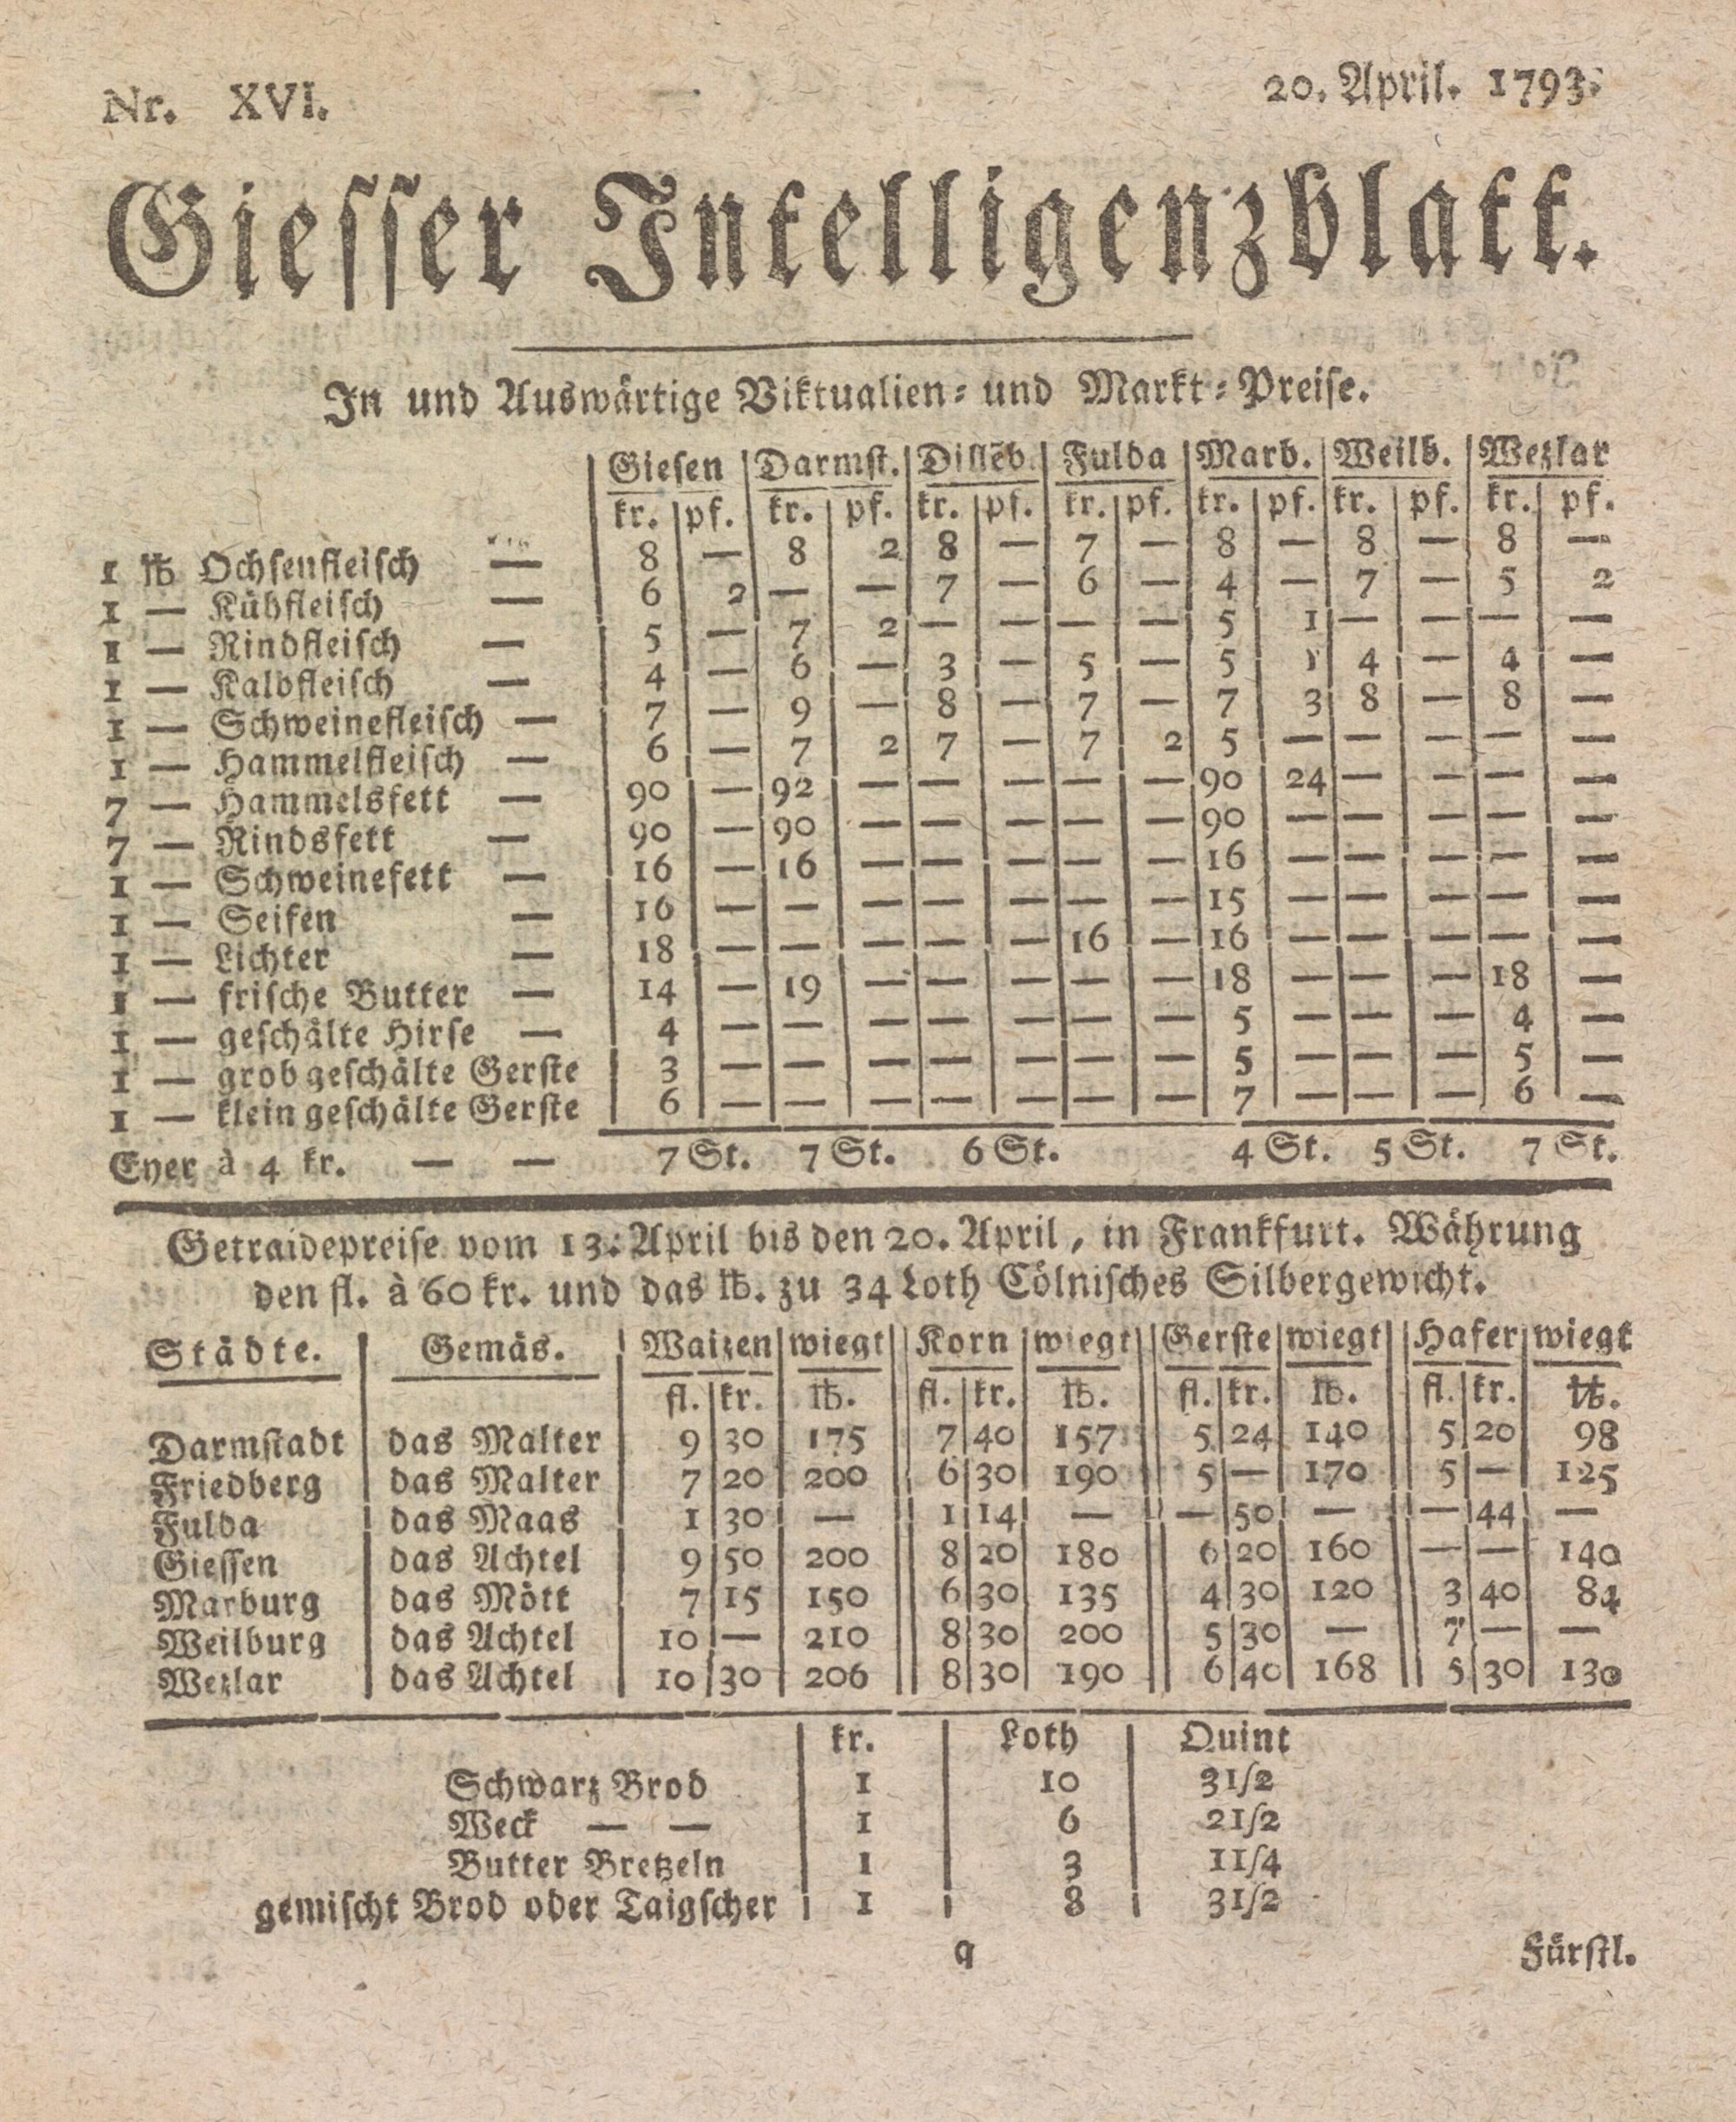 Nr. XVI. 20. April. 1793.
Giesser Intelligenzblatt.
In und Auswärtige Viktualien- und Markt-Preise.
Giesen Darmst. Dillēb. Fulda Marb. Weilb. Wezlar
kr. pf. kr. pf. kr. pf. kr. pf. kr. pf. kr. pf. kr. pf.
1 ℔ Ochsenfleisch — 8 — 8 2 8 — 7 — 8 — 8 — 8 —
1 — Kühfleisch — 6 2 — — 7 — 6 — 4 — 7 — 5 2
1 — Rindfleisch — 5 — 7 2 — — — — 5 1 — — — —
1 — Kalbfleisch — 4 — 6 — 3 — 5 — 5 1 4 — 4 —
1 — Schweinefleisch — 7 — 9 — 8 — 7 — 7 3 8 — 8 —
1 — Hammelfleisch — 6 — 7 2 7 — 7 2 5 — — — — —
7 — Hammelsfett — 90 — 92 — — — — — 90 24 — — — —
7 — Rindsfett — 90 — 90 — — — — — 90 — — — — —
1 — Schweinefett — 16 — 16 — — — — — 16 — — — — —
1 — Seifen — 16 — — — — — — — 15 — — — — —
1 — Lichter — 18 — — — — — 16 — 16 — — — — —
1 — frische Butter — 14 — 19 — — — — — 18 — — — 18 —
1 — geschälte Hirse — 4 — — — — — — — 5 — — — 4 —
1 — grob geschälte Gerste 3 — — — — — — — 5 — — — 5 —
1 — klein geschälte Gerste 6 — — — — — — — 7 — — — 6 —
Eyer à 4 kr. — — 7 St. 7 St. 6 St. 4 St. 5 St. 7 St.
Getraidepreise vom 13. April bis den 20. April, in Frankfurt. Währung
den fl. à 60 kr. und das ℔. zu 34 Loth Cölnisches Silbergewicht.
Städte. Gemäs. Waizen wiegt Korn wiegt Gerste wiegt Hafer wiegt
fl. kr. ℔. fl. kr. ℔. fl. kr. ℔. fl. kr. ℔.
Darmstadt das Malter 9 30 175 7 40 157 5 24 140 5 20 98
Friedberg das Malter 7 20 200 6 30 190 5 — 170 5 — 125
Fulda das Maas 1 30 — 1 14 — — 50 — — 44 —
Giessen das Achtel 9 50 200 8 20 180 6 20 160 — — 140
Marburg das Mött 7 15 150 6 30 135 4 30 120 3 40 84
Weilburg das Achtel 10 — 210 8 30 200 5 30 — 7 — —
Wezlar das Achtel 10 30 206 8 30 190 6 40 168 5 30 130
kr. Loth Quint
Schwarz Brod 1 10 3 1/2
Weck — — 1 6 2 1/2
Butter Bretzeln 1 3 1 1/4
gemischt Brod oder Taigscher 1 8 3 1/2
q Fürstl.